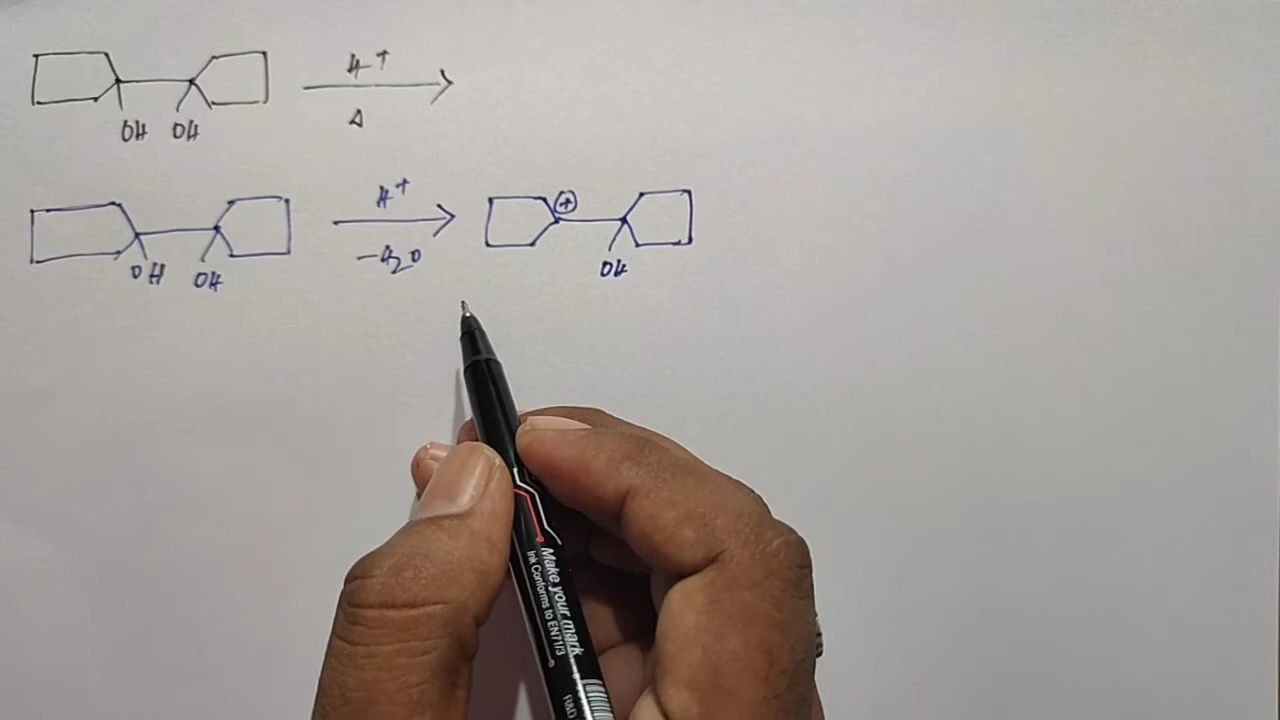 H+
Δ
OH OH
H+
-H2O
OH OH
⊕
OH
Make your mark
Ink Conforms to EN71/3
R&D